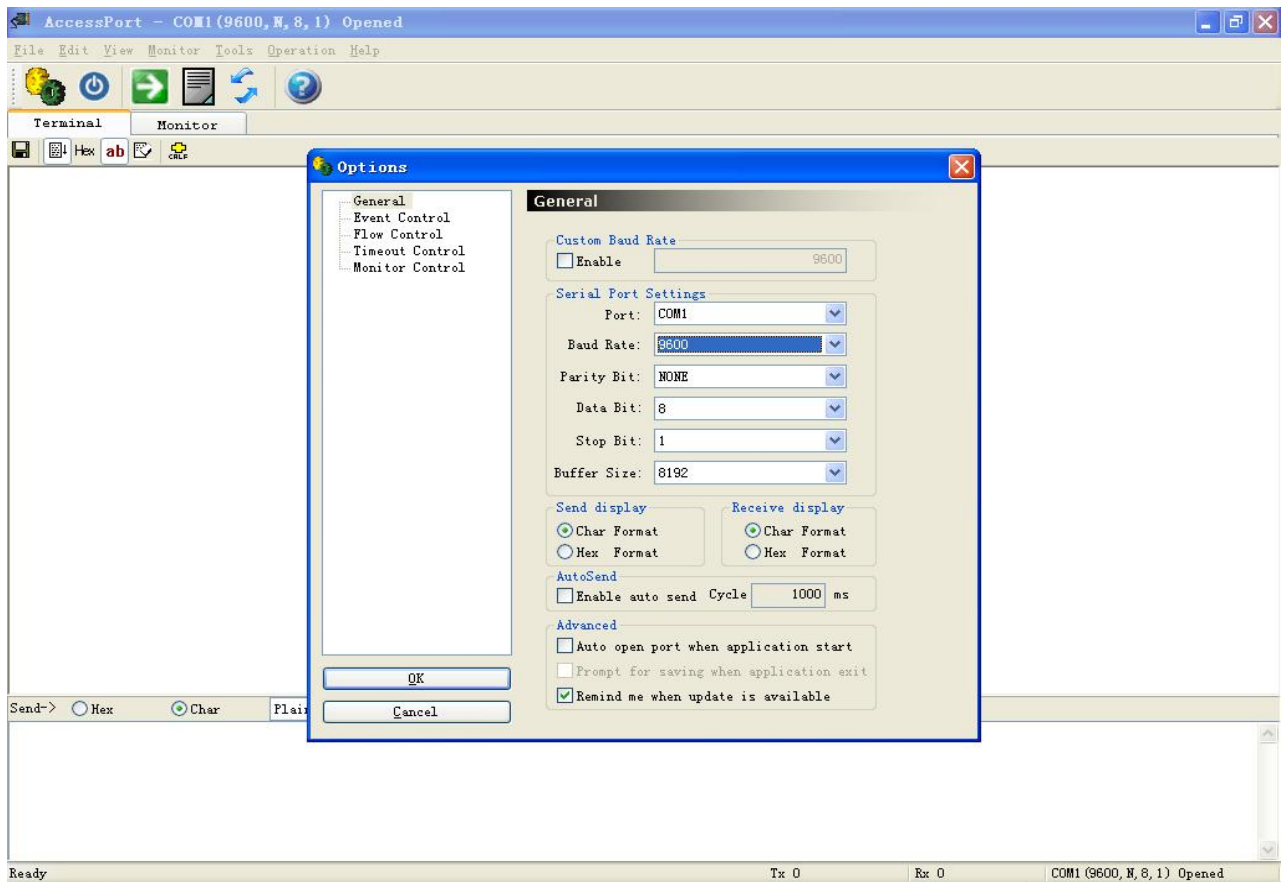 AccessPort - COM1(9600,N,8,1) Opened
File Edit View Monitor Tools Operation Help
Terminal Monitor
Hex ab CRLF
Options
General
Event Control
Flow Control
Timeout Control
Monitor Control
OK
Cancel
General
Custom Baud Rate
Enable 9600
Serial Port Settings
Port: COM1
Baud Rate: 9600
Parity Bit: NONE
Data Bit: 8
Stop Bit: 1
Buffer Size: 8192
Send display Receive display
Char Format Char Format
Hex Format Hex Format
AutoSend
Enable auto send Cycle 1000 ms
Advanced
Auto open port when application start
Prompt for saving when application exit
Remind me when update is available
Send-> Hex Char Plai
Ready Tx 0 Rx 0 COM1 (9600,N,8,1) Opened